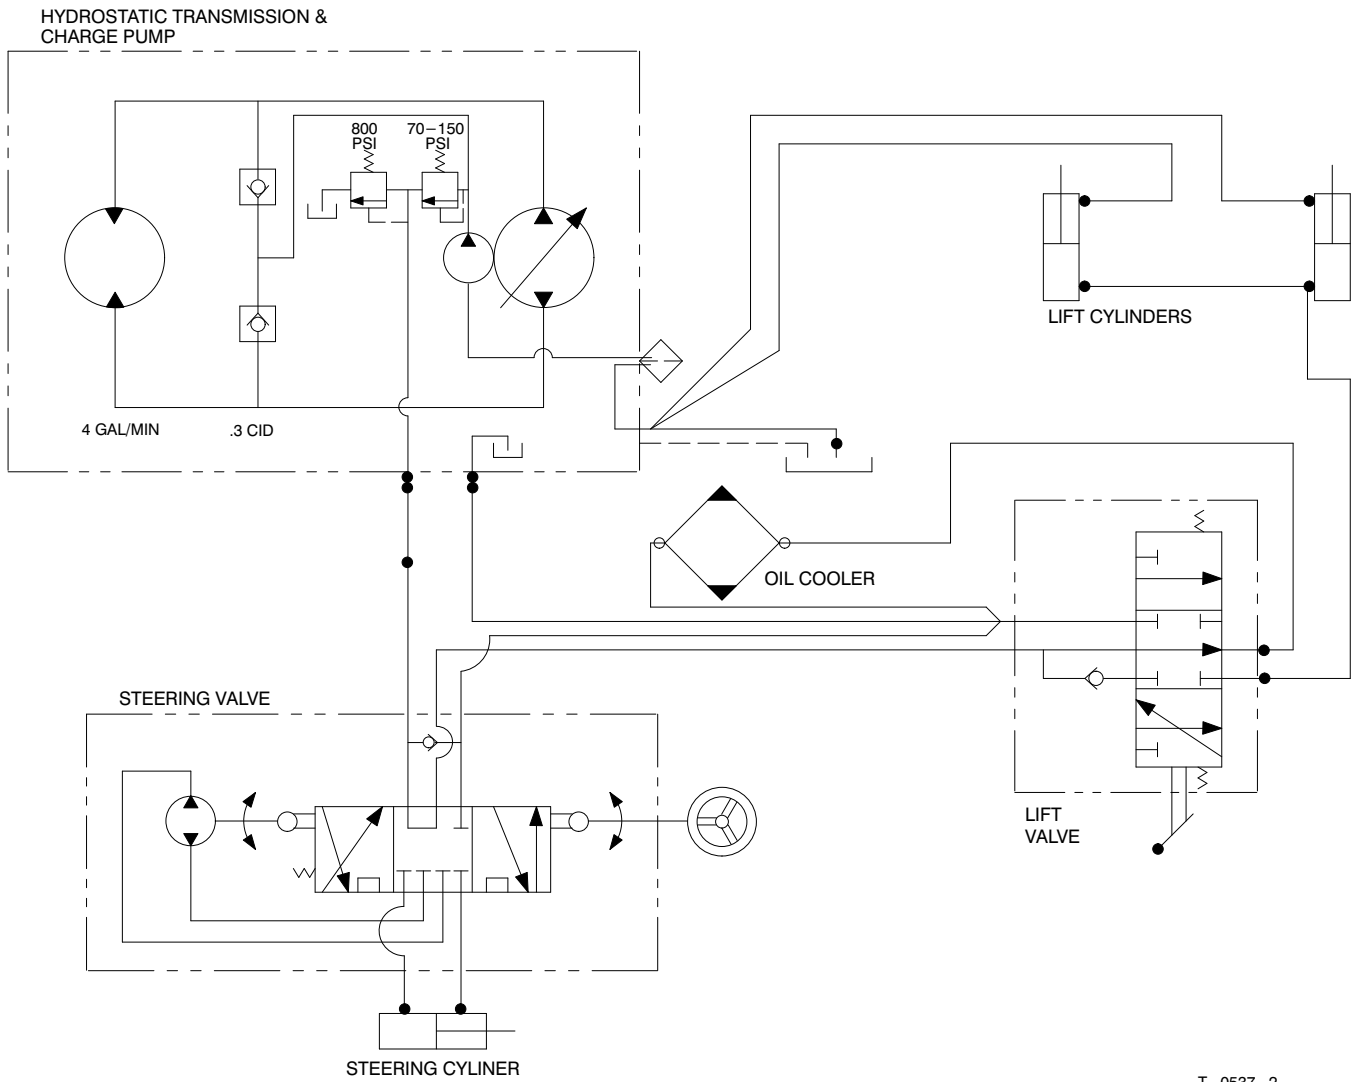 HYDROSTATIC TRANSMISSION &
CHARGE PUMP
800
PSI
70–150
PSI
4 GAL/MIN
.3 CID
LIFT CYLINDERS
OIL COOLER
STEERING VALVE
LIFT
VALVE
STEERING CYLINER